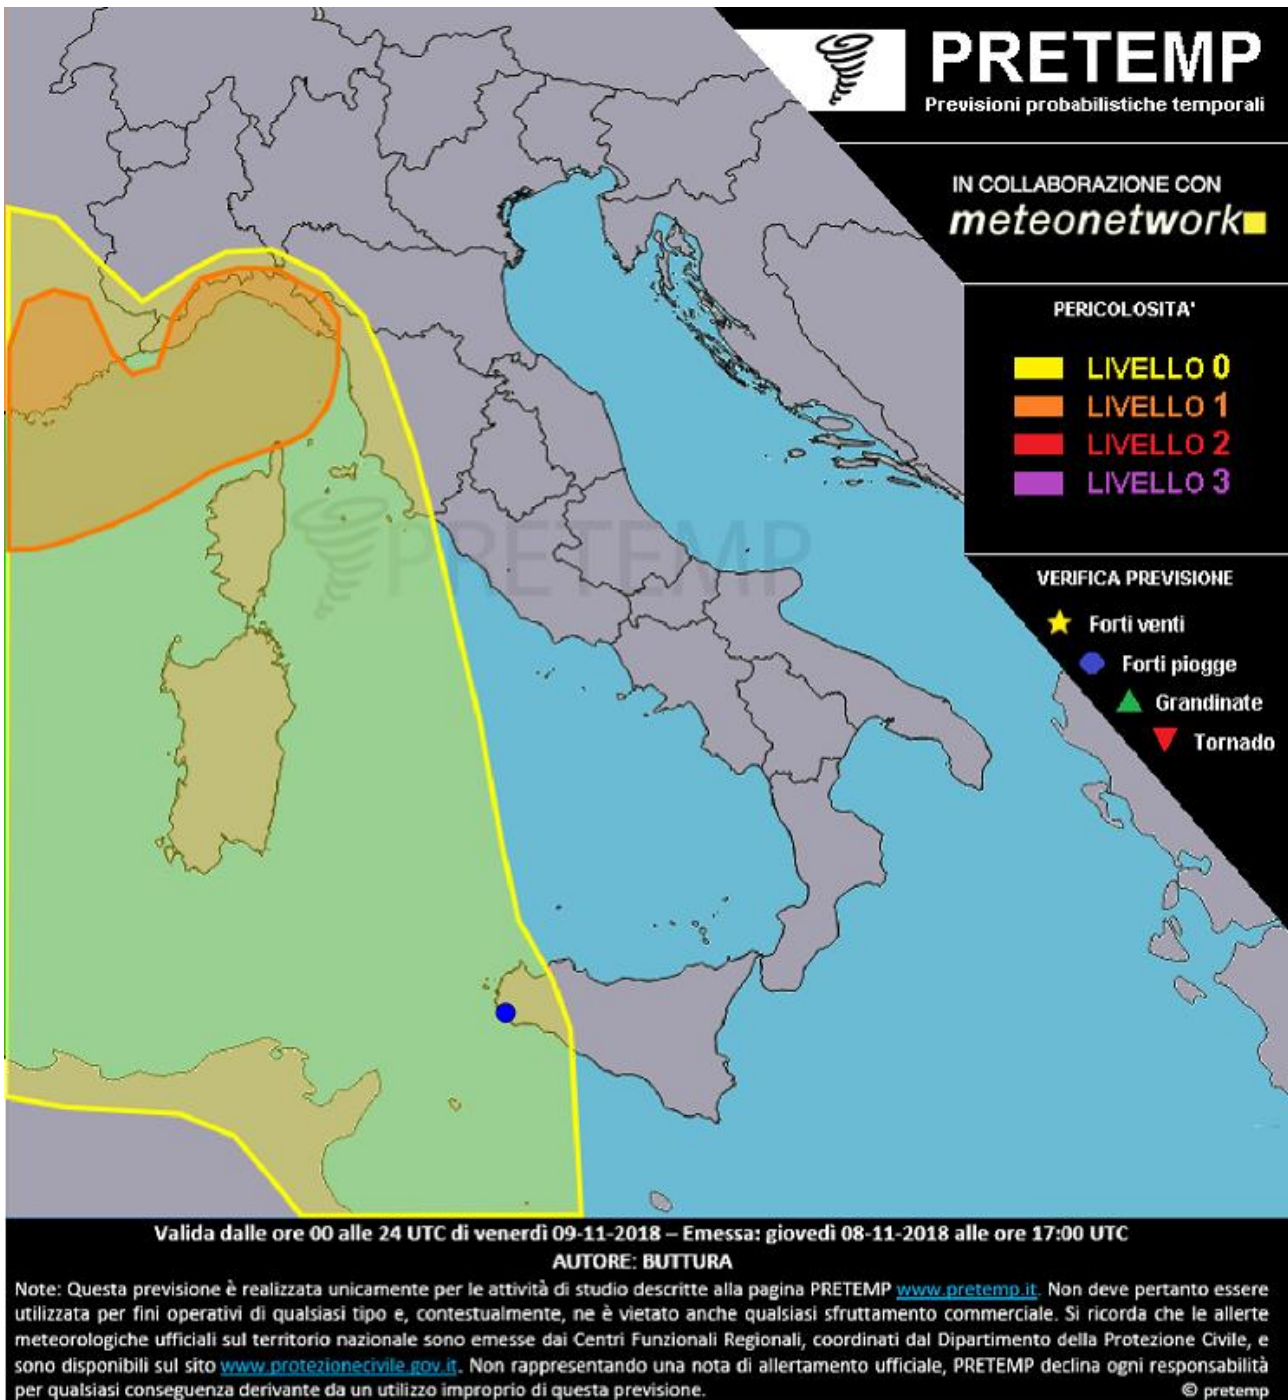 PRETEMP
Previsioni probabilistiche temporali
IN COLLABORAZIONE CON
meteonetwork
PERICOLOSITA'
LIVELLO 0
LIVELLO 1
LIVELLO 2
LIVELLO 3
VERIFICA PREVISIONE
Forti venti
Forti piogge
Grandinate
Tornado
PRETEMP
Valida dalle ore 00 alle 24 UTC di venerdì 09-11-2018 – Emessa: giovedì 08-11-2018 alle ore 17:00 UTC
AUTORE: BUTTURA
Note: Questa previsione è realizzata unicamente per le attività di studio descritte alla pagina PRETEMP www.pretemp.it. Non deve pertanto essere
utilizzata per fini operativi di qualsiasi tipo e, contestualmente, ne è vietato anche qualsiasi sfruttamento commerciale. Si ricorda che le allerte
meteorologiche ufficiali sul territorio nazionale sono emesse dai Centri Funzionali Regionali, coordinati dal Dipartimento della Protezione Civile, e
sono disponibili sul sito www.protezionecivile.gov.it. Non rappresentando una nota di allertamento ufficiale, PRETEMP declina ogni responsabilità
per qualsiasi conseguenza derivante da un utilizzo improprio di questa previsione. © pretemp